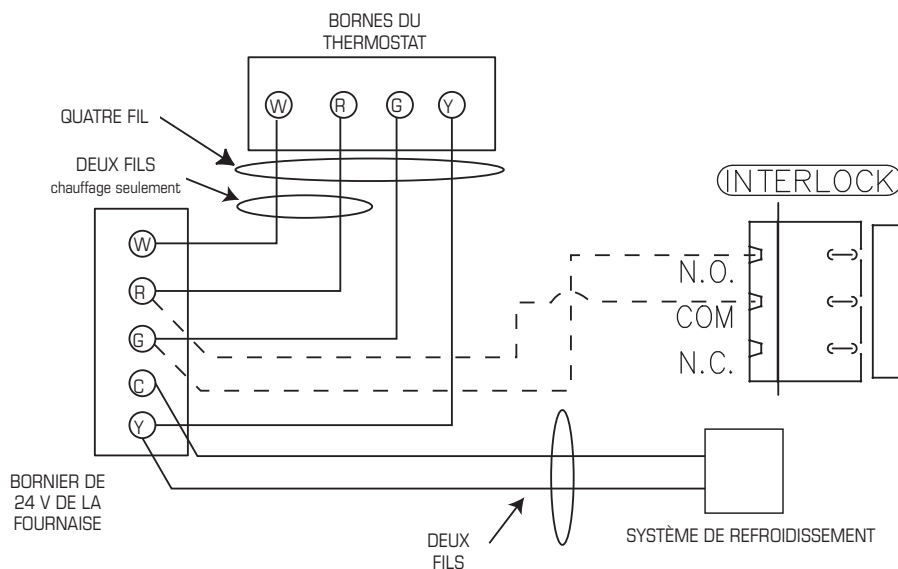 BORNES DU
THERMOSTAT
W R G Y
QUATRE FIL
DEUX FILS
chauffage seulement
INTERLOCK
W
R
G
C
Y
N.O.
COM
N.C.
BORNIER DE
24 V DE LA
FOURNAISE
DEUX
FILS
SYSTÈME DE REFROIDISSEMENT